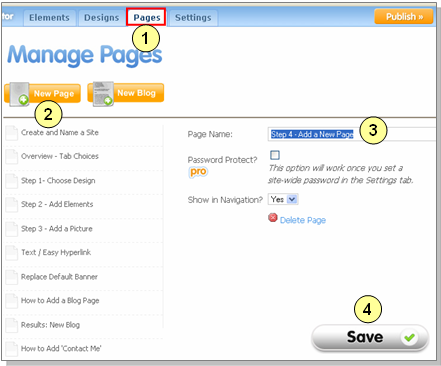 tor Elements Designs Pages Settings Publish »
1
Manage Pages
New Page New Blog
2
Create and Name a Site
Overview - Tab Choices
Step 1- Choose Design
Step 2 - Add Elements
Step 3 - Add a Picture
Text / Easy Hyperlink
Replace Default Banner
How to Add a Blog Page
Results: New Blog
How to Add 'Contact Me'
Page Name: Step 4 - Add a New Page 3
Password Protect?
pro
This option will work once you set a
site-wide password in the Settings tab.
Show in Navigation? Yes
Delete Page
4
Save